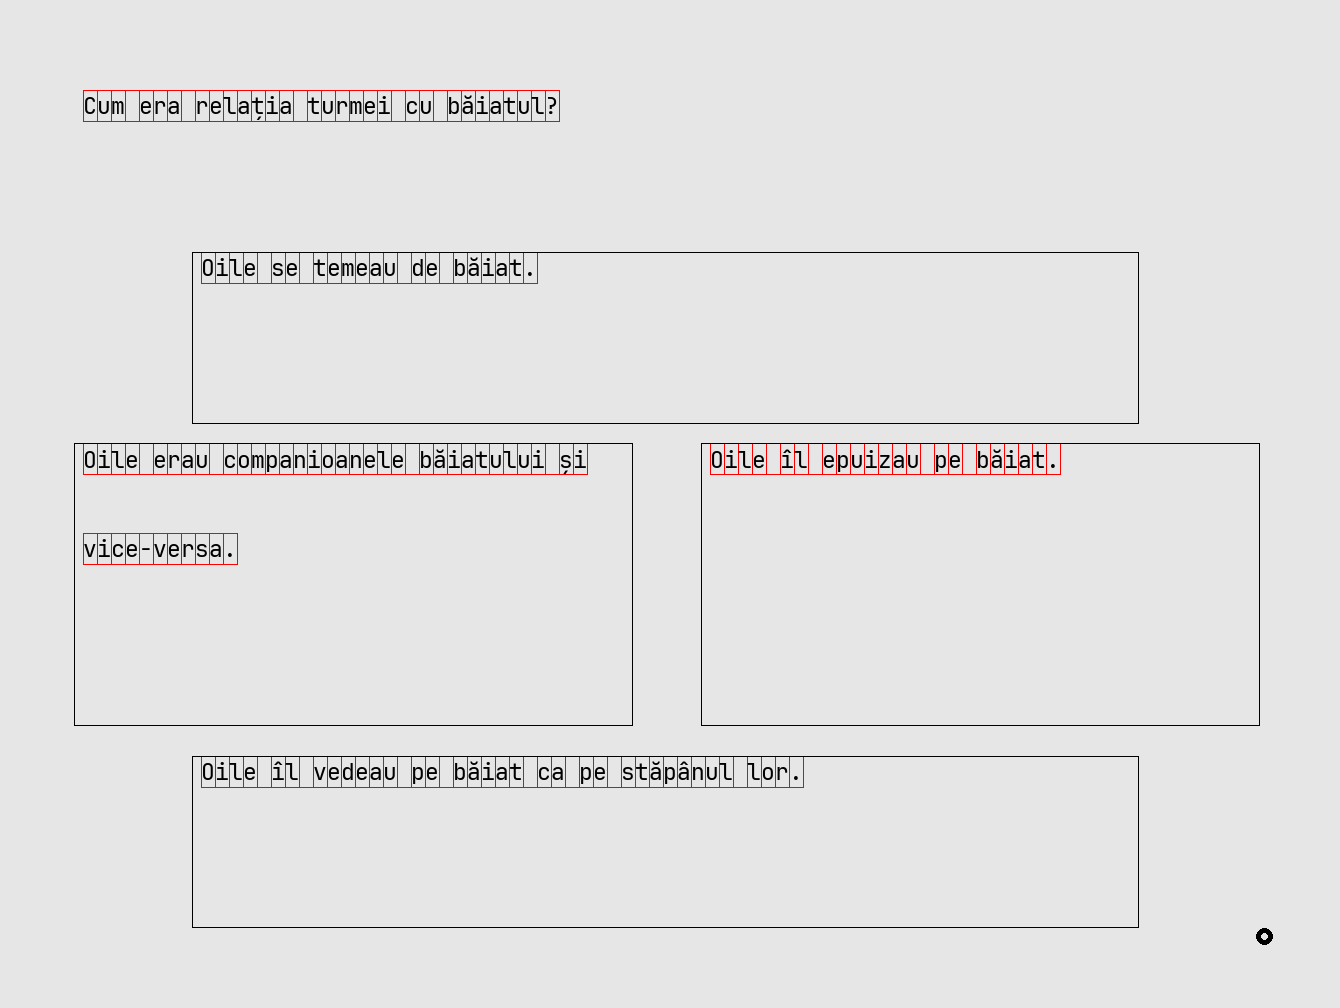 Cum era relația turmei cu băiatul?
Oile se temeau de băiat.
Oile erau companioanele băiatului și
vice-versa.
Oile îl epuizau pe băiat.
Oile îl vedeau pe băiat ca pe stăpânul lor.